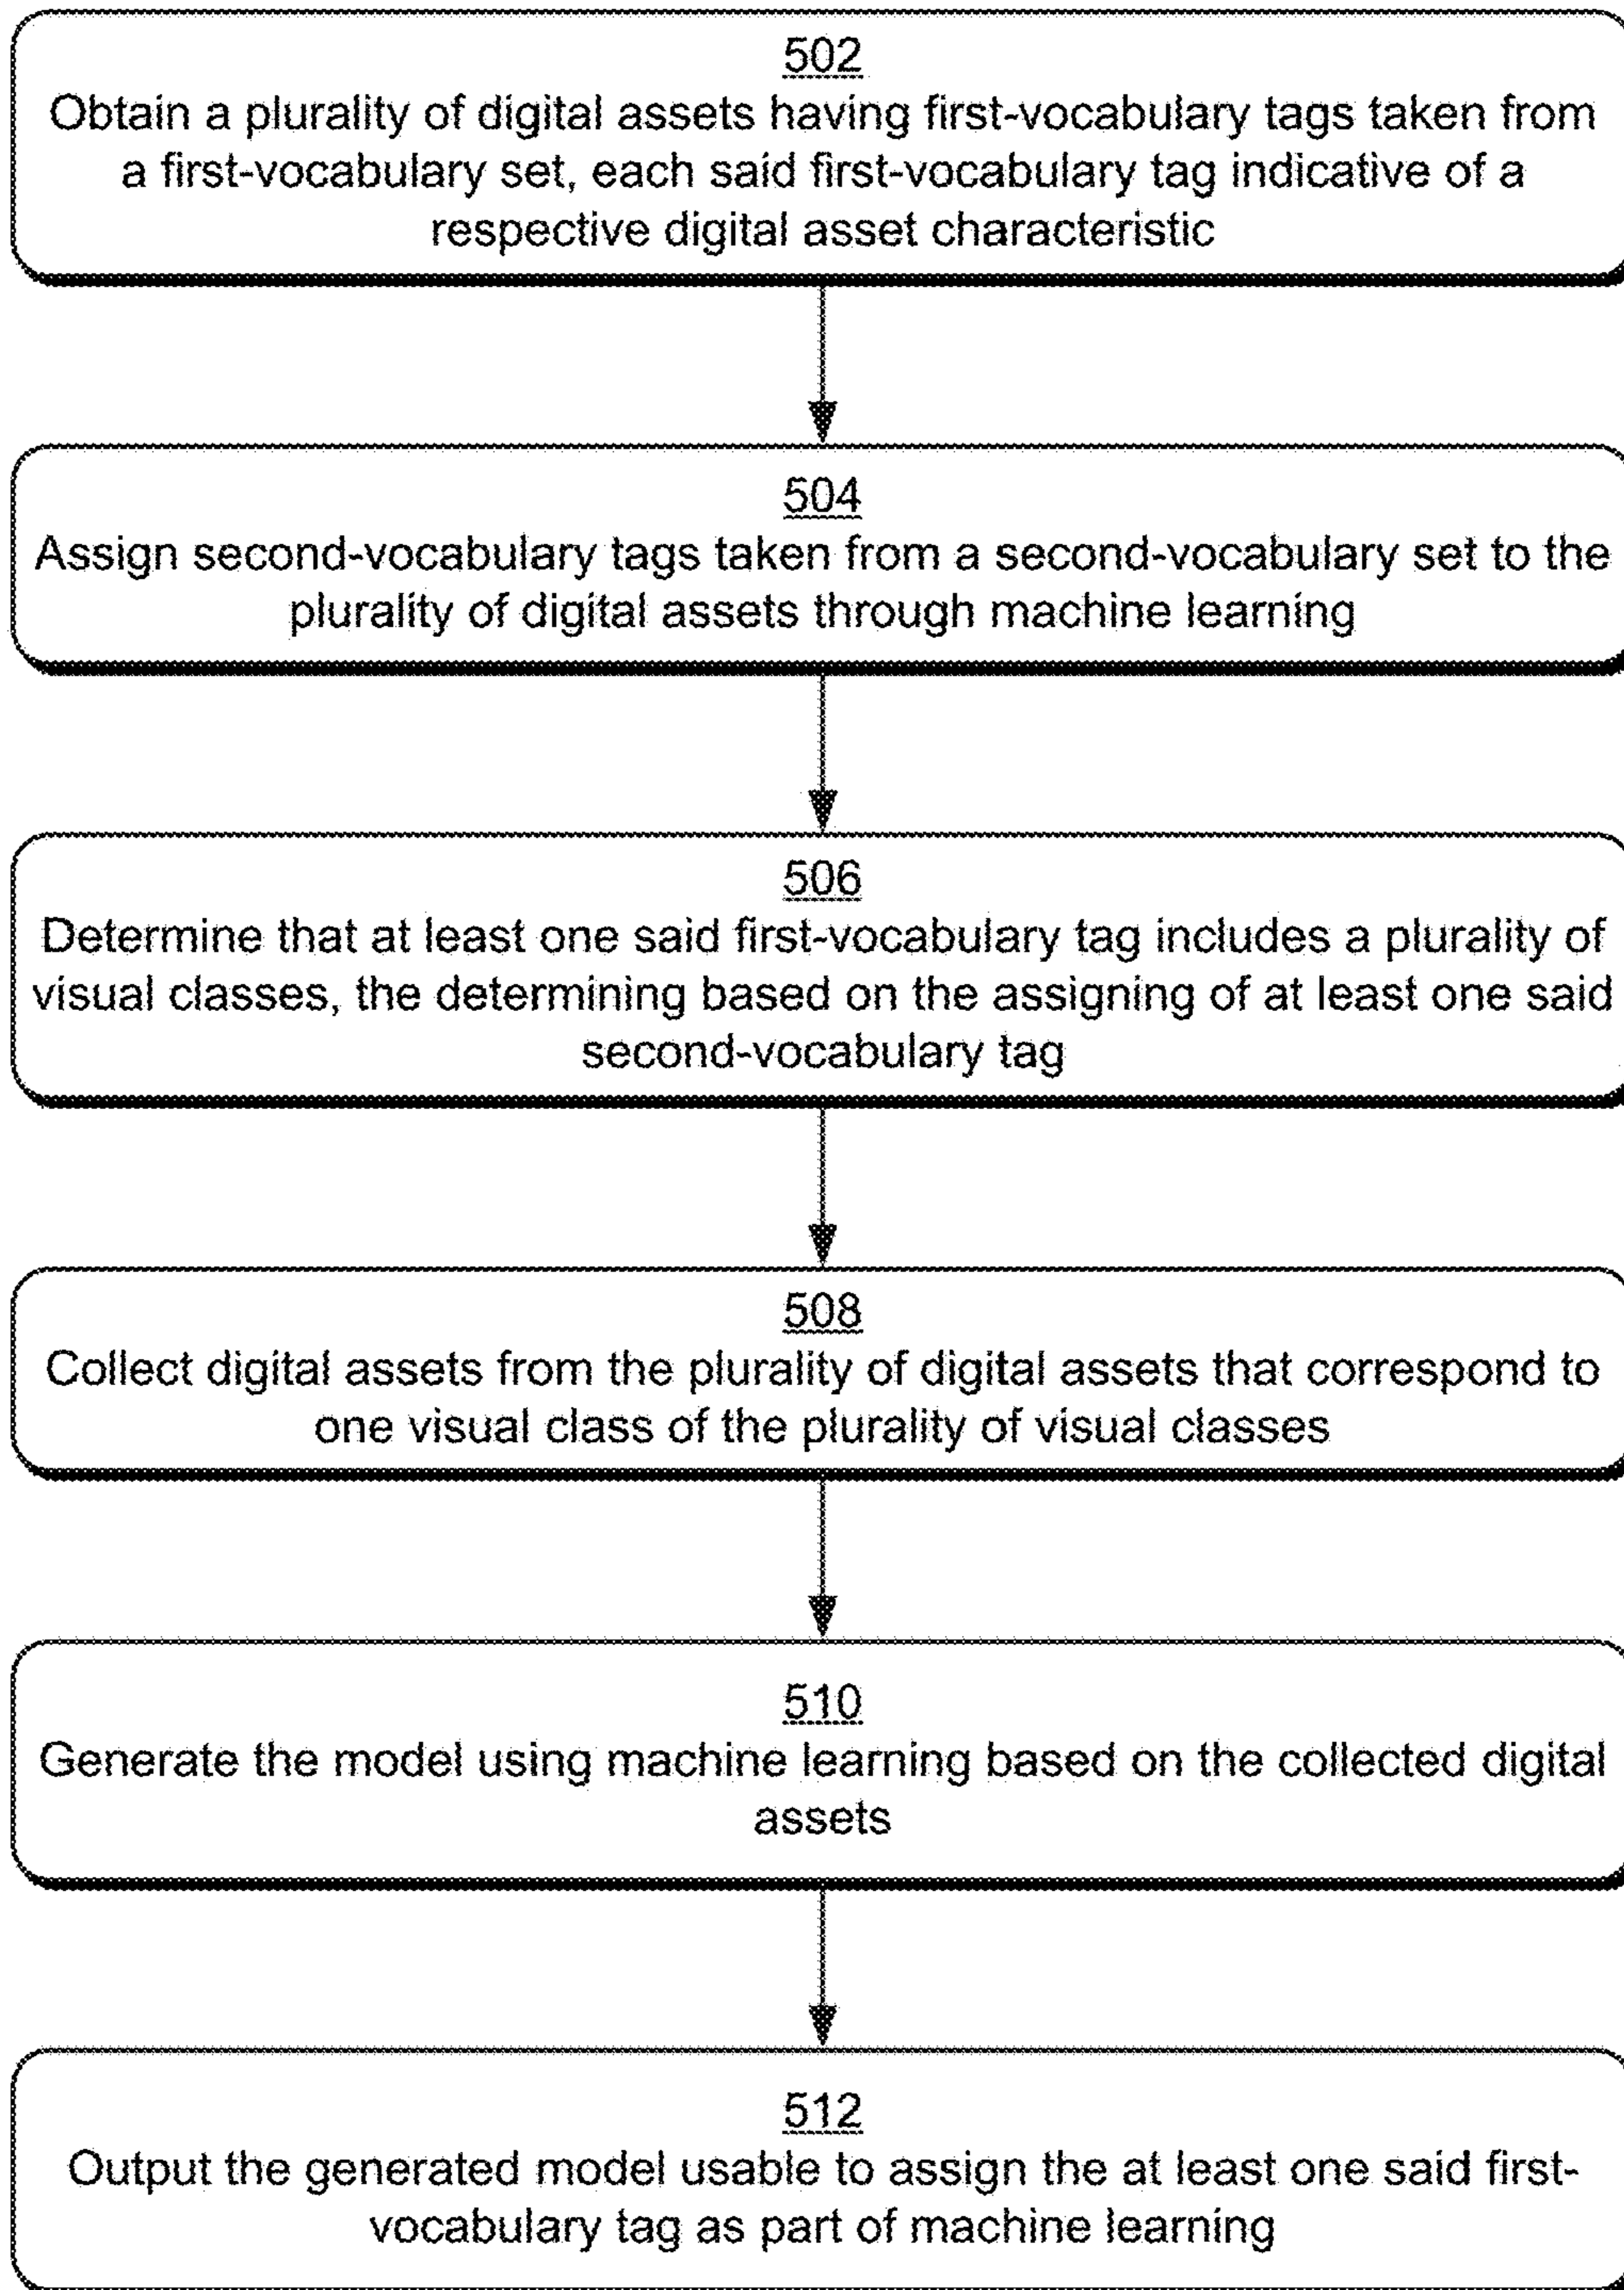 502
Obtain a plurality of digital assets having first-vocabulary tags taken from
a first-vocabulary set, each said first-vocabulary tag indicative of a
respective digital asset characteristic
504
Assign second-vocabulary tags taken from a second-vocabulary set to the
plurality of digital assets through machine learning
506
Determine that at least one said first-vocabulary tag includes a plurality of
visual classes, the determining based on the assigning of at least one said
second-vocabulary tag
508
Collect digital assets from the plurality of digital assets that correspond to
one visual class of the plurality of visual classes
510
Generate the model using machine learning based on the collected digital
assets
512
Output the generated model usable to assign the at least one said first-
vocabulary tag as part of machine learning